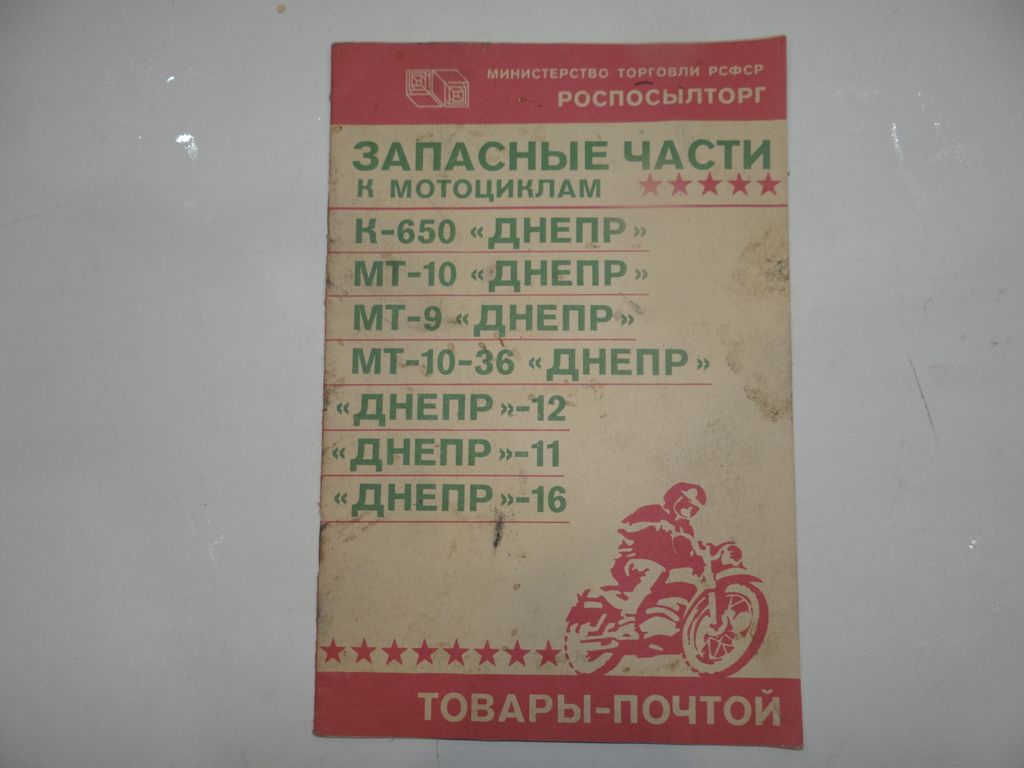 МИНИСТЕРСТВО ТОРГОВЛИ РСФСР
РОСПОСЫЛТОРГ
ЗАПАСНЫЕ ЧАСТИ
К МОТОЦИКЛАМ
К-650 «ДНЕПР»
МТ-10 «ДНЕПР»
МТ-9 «ДНЕПР»
МТ-10-36 «ДНЕПР»
«ДНЕПР»-12
«ДНЕПР»-11
«ДНЕПР»-16
ТОВАРЫ-ПОЧТОЙ